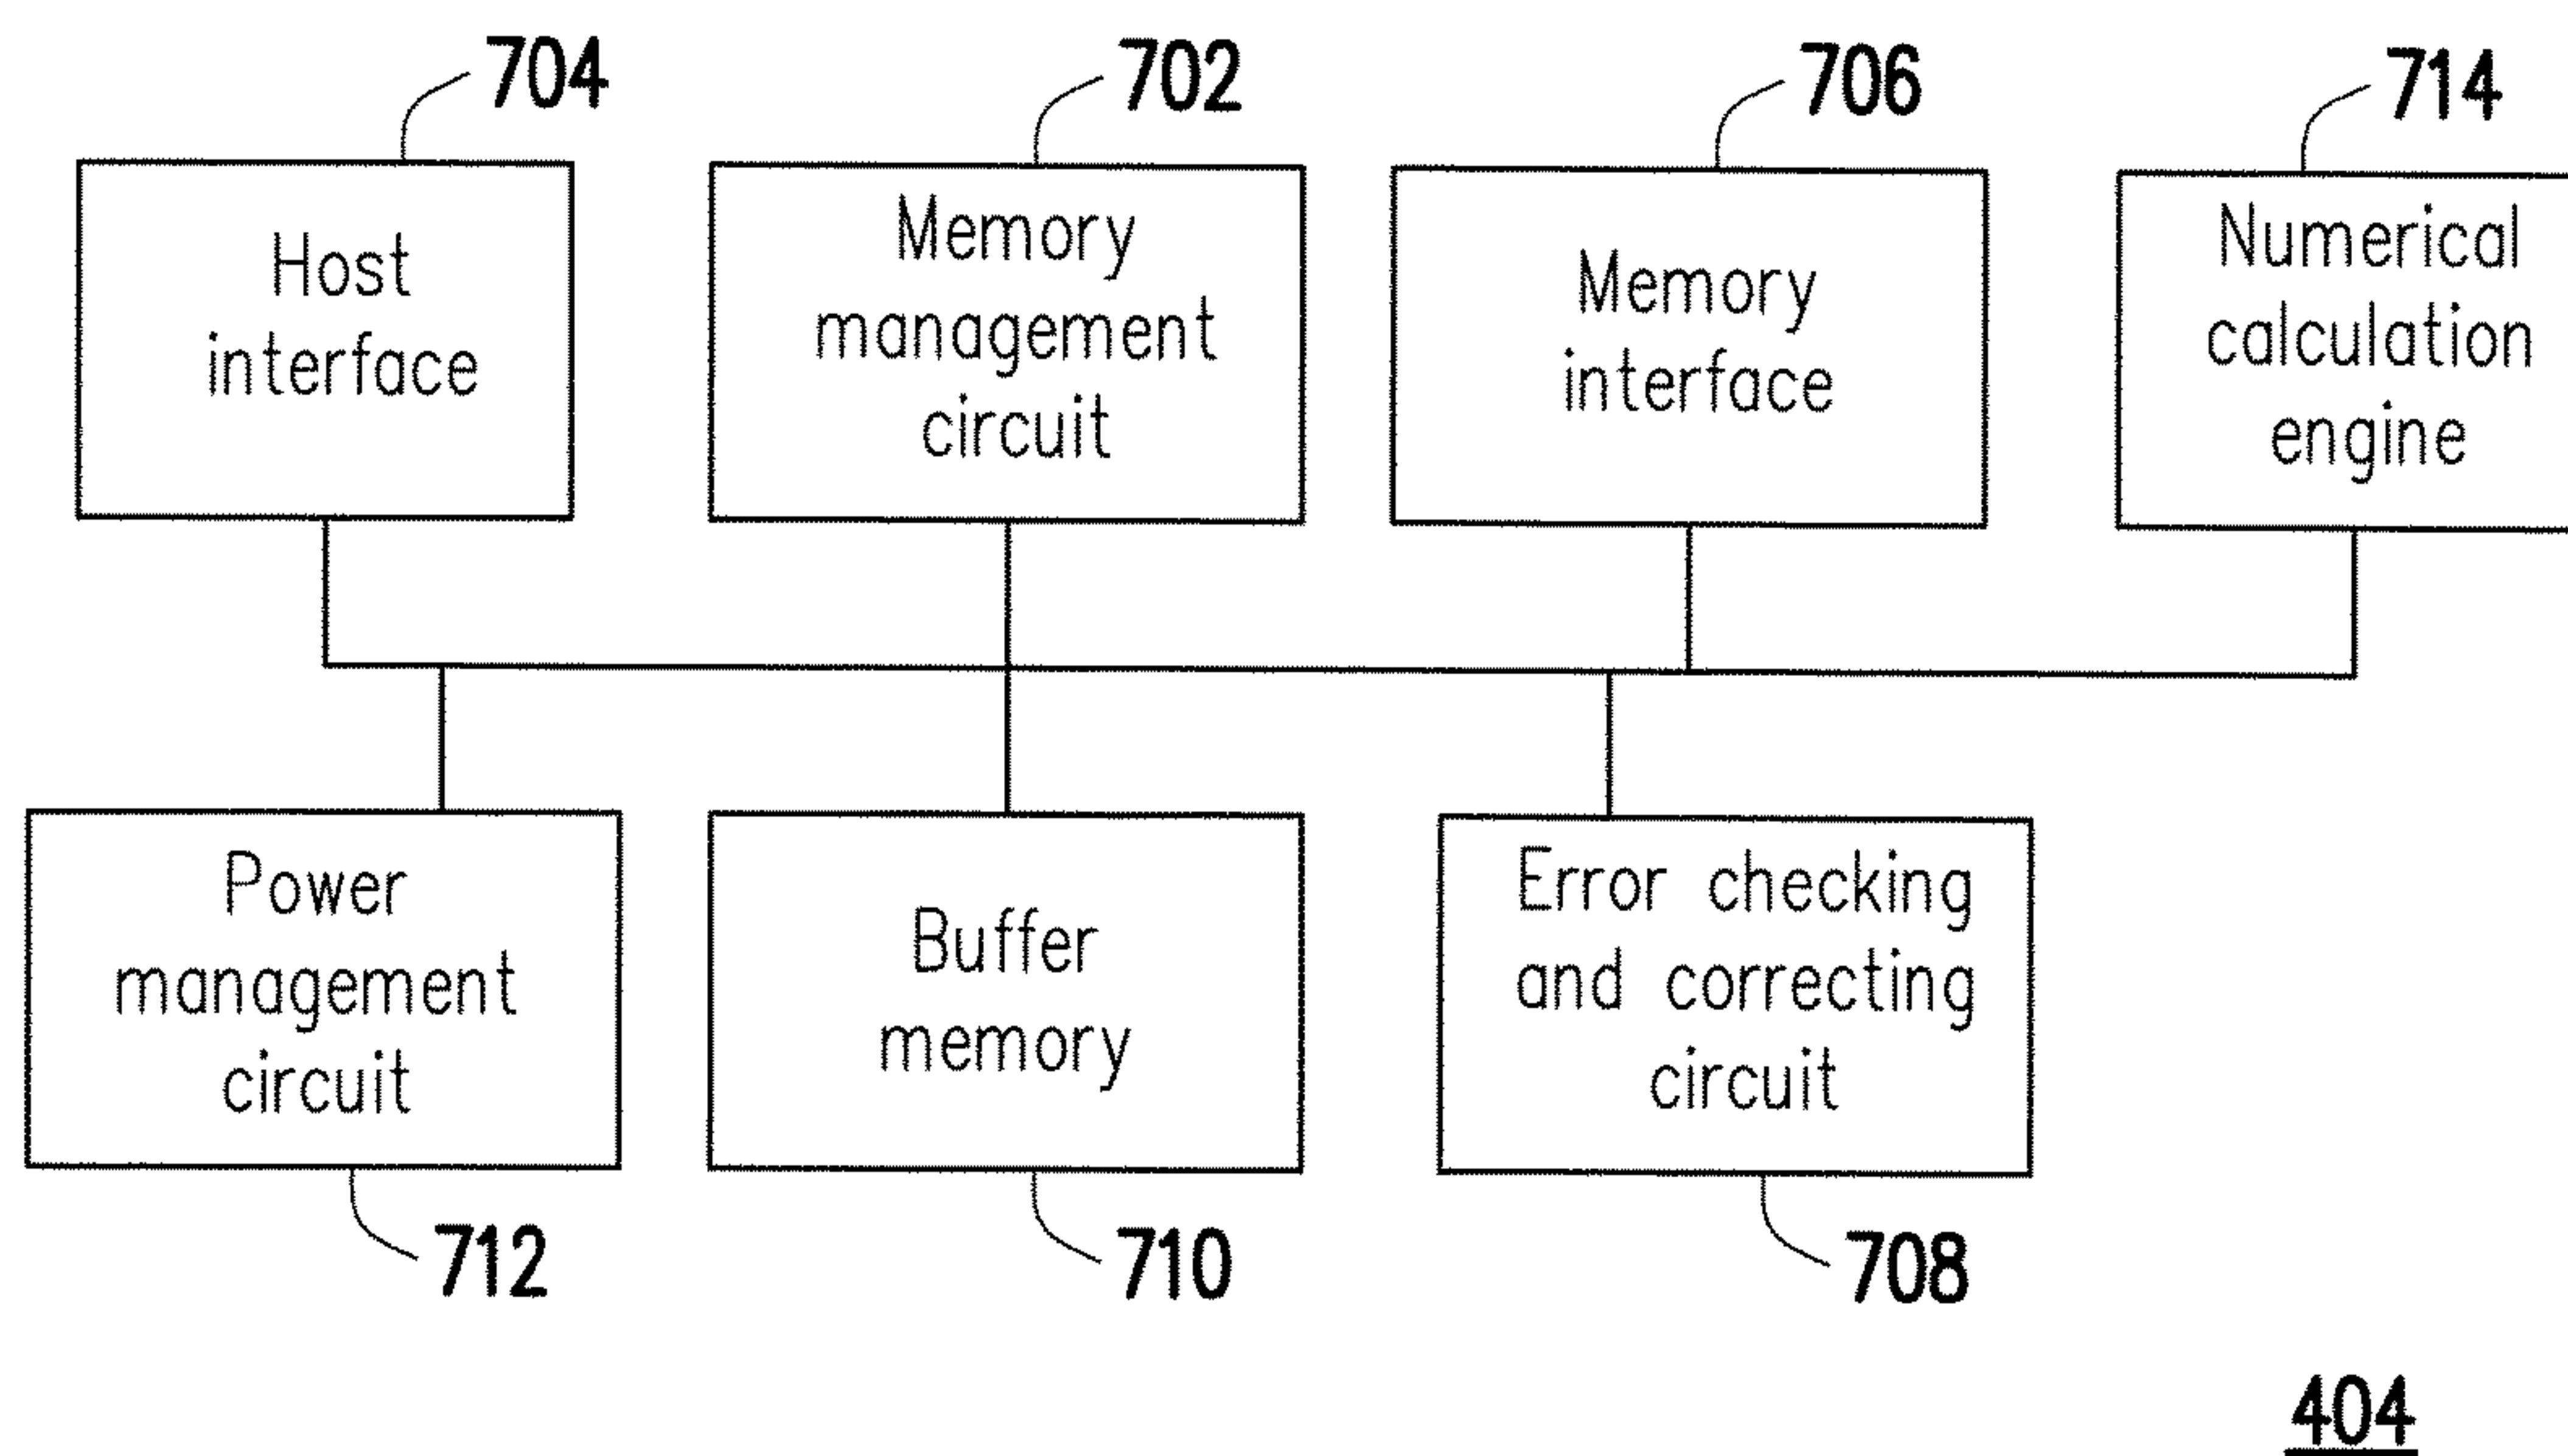 704
702
706
714
Host
interface
Memory
management
circuit
Memory
interface
Numerical
calculation
engine
Power
management
circuit
Buffer
memory
Error checking
and correcting
circuit
712
710
708
404